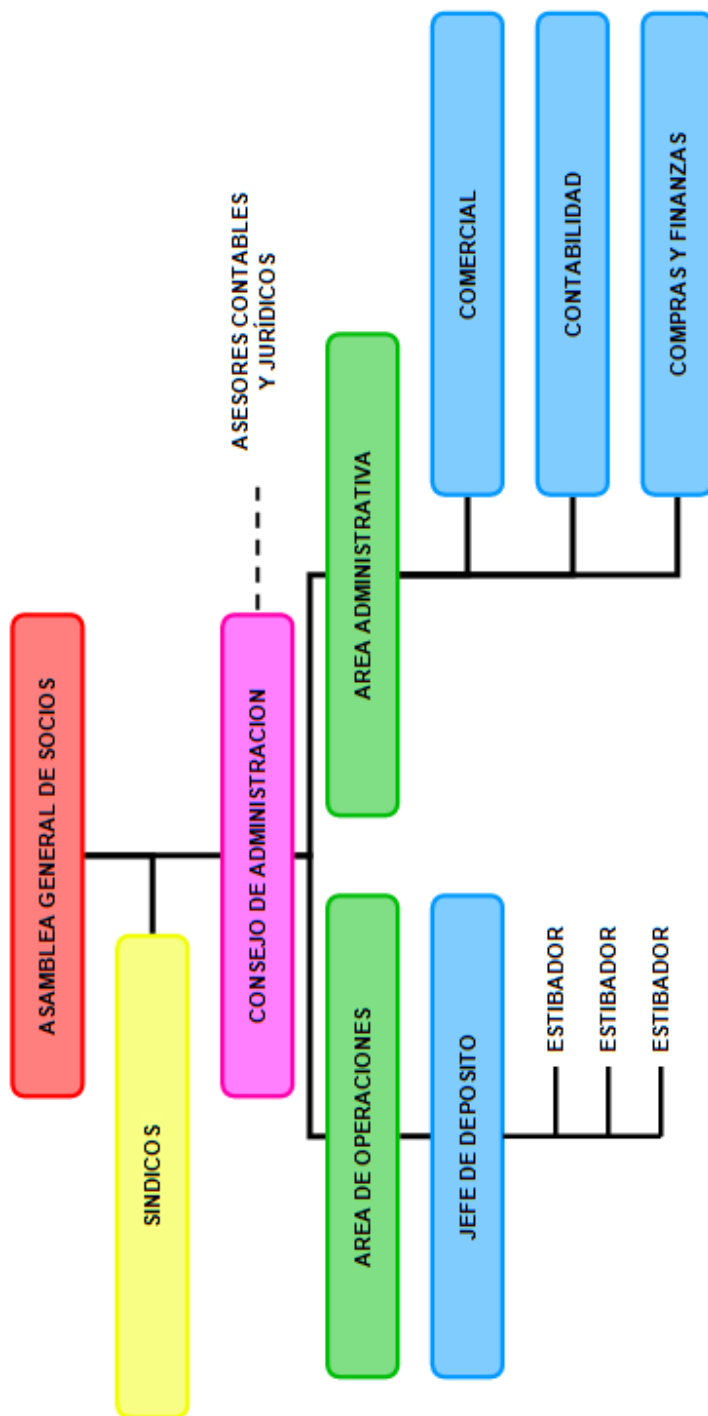 ASAMBLEA GENERAL DE SOCIOS
SINDICOS
CONSEJO DE ADMINISTRACION
ASESORES CONTABLES
Y JURÍDICOS
AREA DE OPERACIONES
AREA ADMINISTRATIVA
JEFE DE DEPOSITO
ESTIBADOR
ESTIBADOR
ESTIBADOR
COMERCIAL
CONTABILIDAD
COMPRAS Y FINANZAS